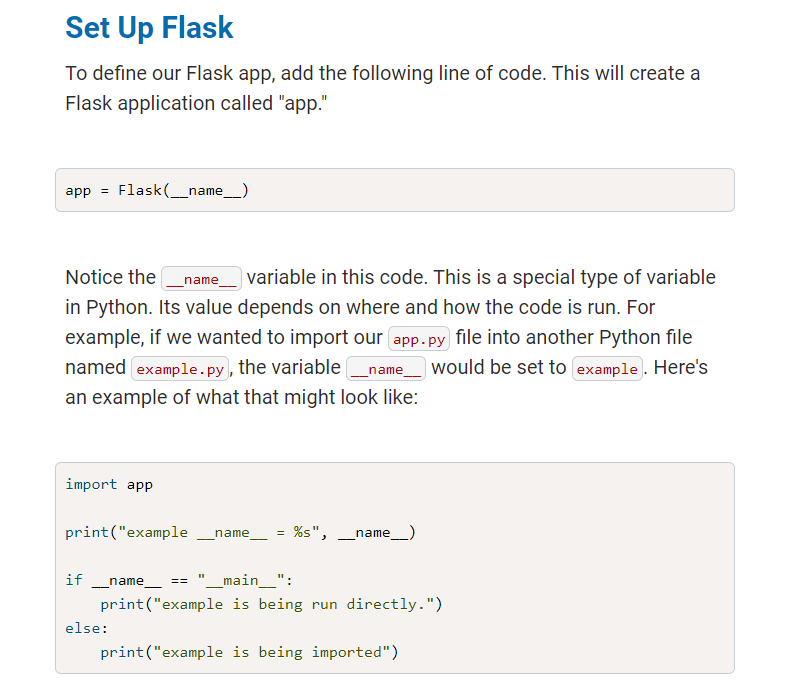 Set Up Flask
To define our Flask app, add the following line of code. This will create a
Flask application called "app."
app = Flask(__name__)
Notice the __name__ variable in this code. This is a special type of variable
in Python. Its value depends on where and how the code is run. For
example, if we wanted to import our app.py file into another Python file
named example.py, the variable __name__ would be set to example. Here's
an example of what that might look like:
import app
print("example __name__ = %s", __name__)
if __name__ == "__main__":
    print("example is being run directly.")
else:
    print("example is being imported")